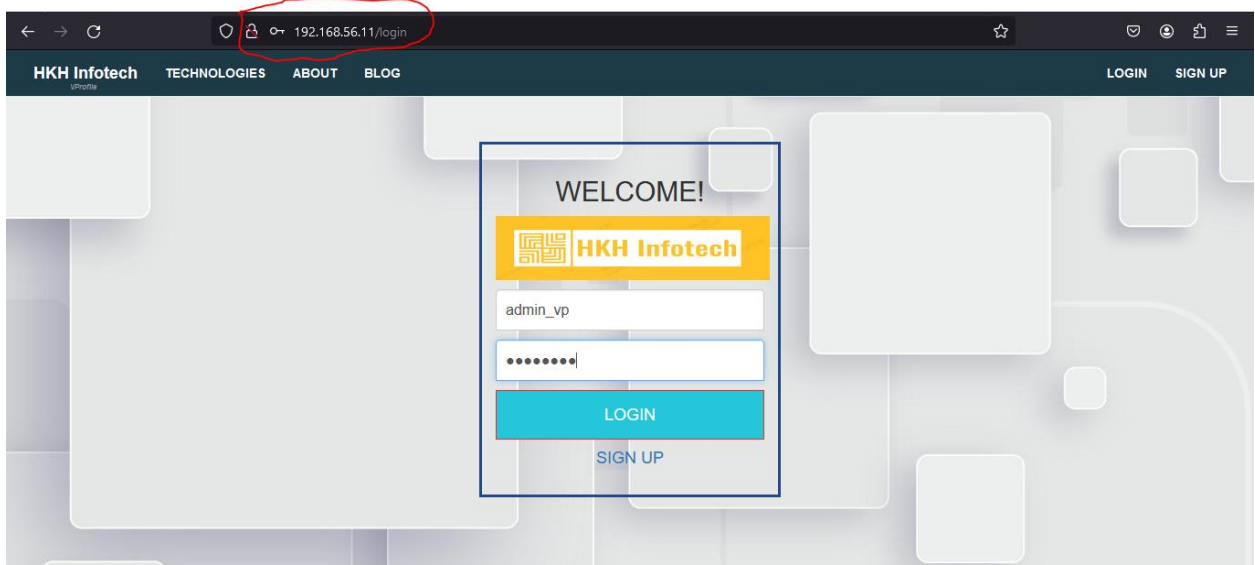 192.168.56.11/login
HKH Infotech TECHNOLOGIES ABOUT BLOG LOGIN SIGN UP
VProfile
WELCOME!
HKH Infotech
admin_vp
••••••••
LOGIN
SIGN UP